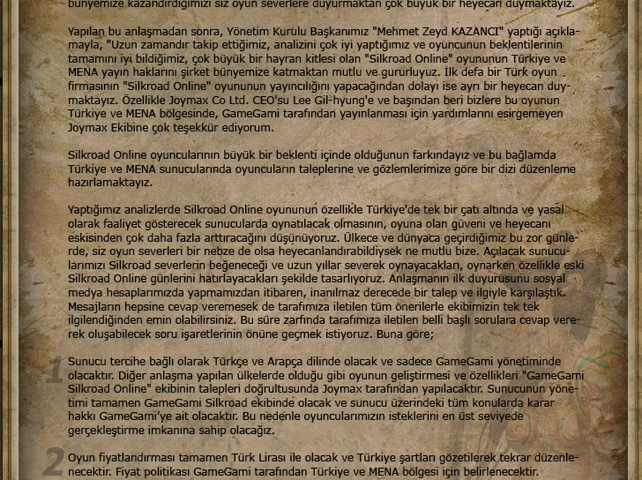 bünyemize kazandırdığımızı siz oyun severlere duyurmaktan çok büyük bir heyecan duymaktayız.
Yapılan bu anlaşmadan sonra, Yönetim Kurulu Başkanımız "Mehmet Zeyd KAZANCI" yaptığı açıkla-
mayla, "Uzun zamandır takip ettiğimiz, analizini çok iyi yaptığımız ve oyuncunun beklentilerinin
tamamını iyi bildiğimiz, çok büyük bir hayran kitlesi olan "Silkroad Online" oyununun Türkiye ve
MENA yayın haklarını şirket bünyemize katmaktan mutlu ve gururluyuz. İlk defa bir Türk oyun
firmasının "Silkroad Online" oyununun yayıncılığını yapacağından dolayı ise ayrı bir heyecan duy-
maktayız. Özellikle Joymax Co Ltd. CEO'su Lee Gil-hyung'e ve başından beri bizlere bu oyunun
Türkiye ve MENA bölgesinde, GameGami tarafından yayınlanması için yardımlarını esirgemeyen
Joymax Ekibine çok teşekkür ediyorum.
Silkroad Online oyuncularının büyük bir beklenti içinde olduğunun farkındayız ve bu bağlamda
Türkiye ve MENA sunucularında oyuncuların taleplerine ve gözlemlerimize göre bir dizi düzenleme
hazırlamaktayız.
Yaptığımız analizlerde Silkroad Online oyununun özellikle Türkiye'de tek bir çatı altında ve yasal
olarak faaliyet gösterecek sunucularda oynatılacak olmasının, oyuna olan güveni ve heyecanı
eskisinden çok daha fazla arttıracağını düşünüyoruz. Ülkece ve dünyaca geçirdiğimiz bu zor günle-
rde, siz oyun severleri bir nebze de olsa heyecanlandırabildiysek ne mutlu bize. Açılacak sunucu-
larımızı Silkroad severlerin beğeneceği ve uzun yıllar severek oynayacakları, oynarken özellikle eski
Silkroad Online günlerini hatırlayacakları şekilde tasarlıyoruz. Anlaşmanın ilk duyurusunu sosyal
medya hesaplarımızda yapmamızdan itibaren, inanılmaz derecede bir talep ve ilgiyle karşılaştık.
Mesajların hepsine cevap veremesek de tarafımıza iletilen tüm önerilerle ekibimizin tek tek
ilgilendiğinden emin olabilirsiniz. Bu süre zarfında tarafımıza iletilen belli başlı sorulara cevap vere-
rek oluşabilecek soru işaretlerinin önüne geçmek istiyoruz. Buna göre;
1 Sunucu tercihe bağlı olarak Türkçe ve Arapça dilinde olacak ve sadece GameGami yönetiminde
olacaktır. Diğer anlaşma yapılan ülkelerde olduğu gibi oyunun geliştirmesi ve özellikleri "GameGami
Silkroad Online" ekibinin talepleri doğrultusunda Joymax tarafından yapılacaktır. Sunucunun yöne-
timi tamamen GameGami Silkroad ekibinde olacak ve sunucu üzerindeki tüm konularda karar
hakkı GameGami'ye ait olacaktır. Bu nedenle oyuncularımızın isteklerini en üst seviyede
gerçekleştirme imkanına sahip olacağız.
2 Oyun fiyatlandırması tamamen Türk Lirası ile olacak ve Türkiye şartları gözetilerek tekrar düzenle-
necektir. Fiyat politikası GameGami tarafından Türkiye ve MENA bölgesi için belirlenecektir.